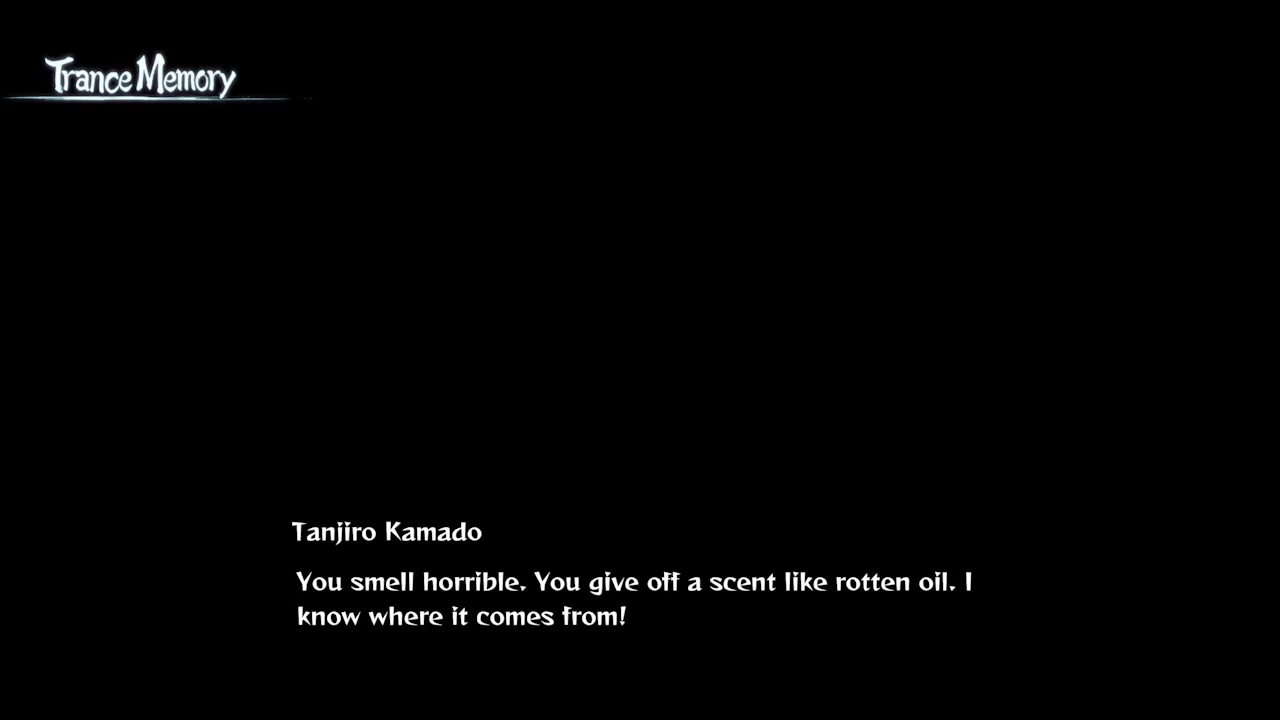 Trance Memory
Tanjiro Kamado
You smell horrible. You give off a scent like rotten oil. I
know where it comes from!